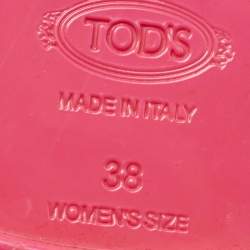 TOD'S
MADE IN ITALY
38
WOMEN'S SIZE